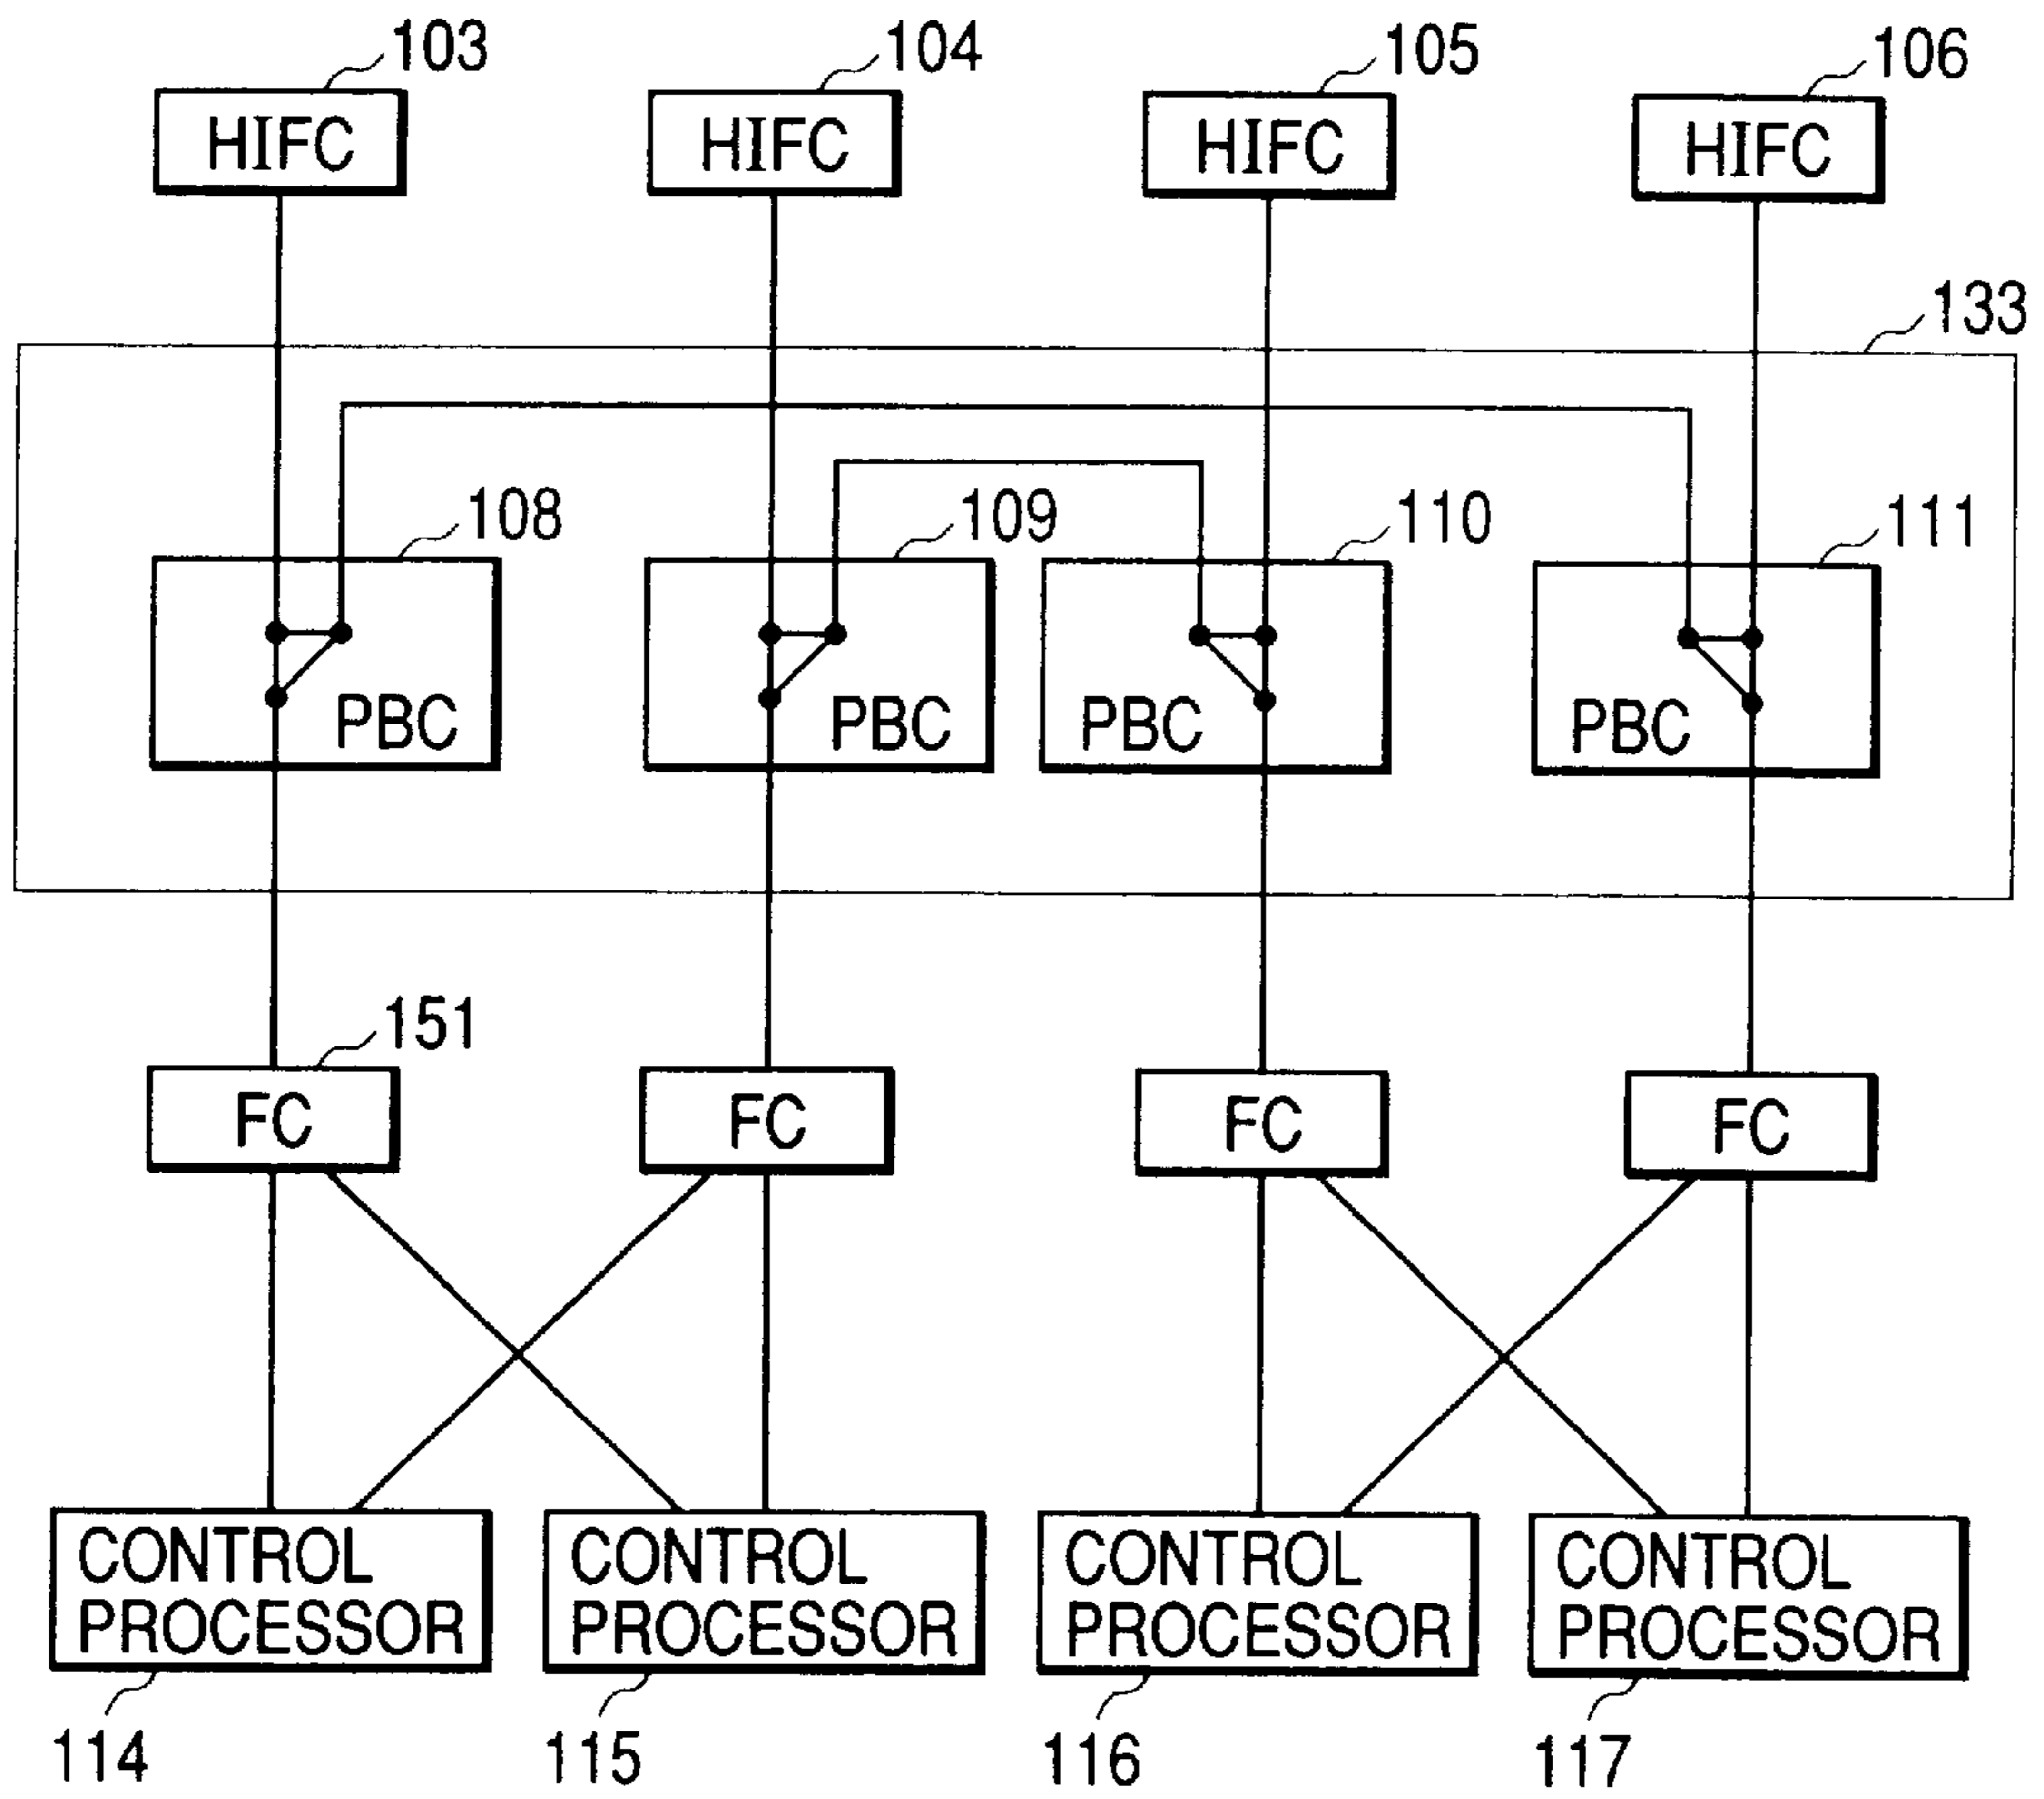 103
104
105
106
HIFC
HIFC
HIFC
HIFC
133
108
109
110
111
PBC
PBC
PBC
PBC
151
FC
FC
FC
FC
CONTROL
PROCESSOR
CONTROL
PROCESSOR
CONTROL
PROCESSOR
CONTROL
PROCESSOR
114
115
116
117